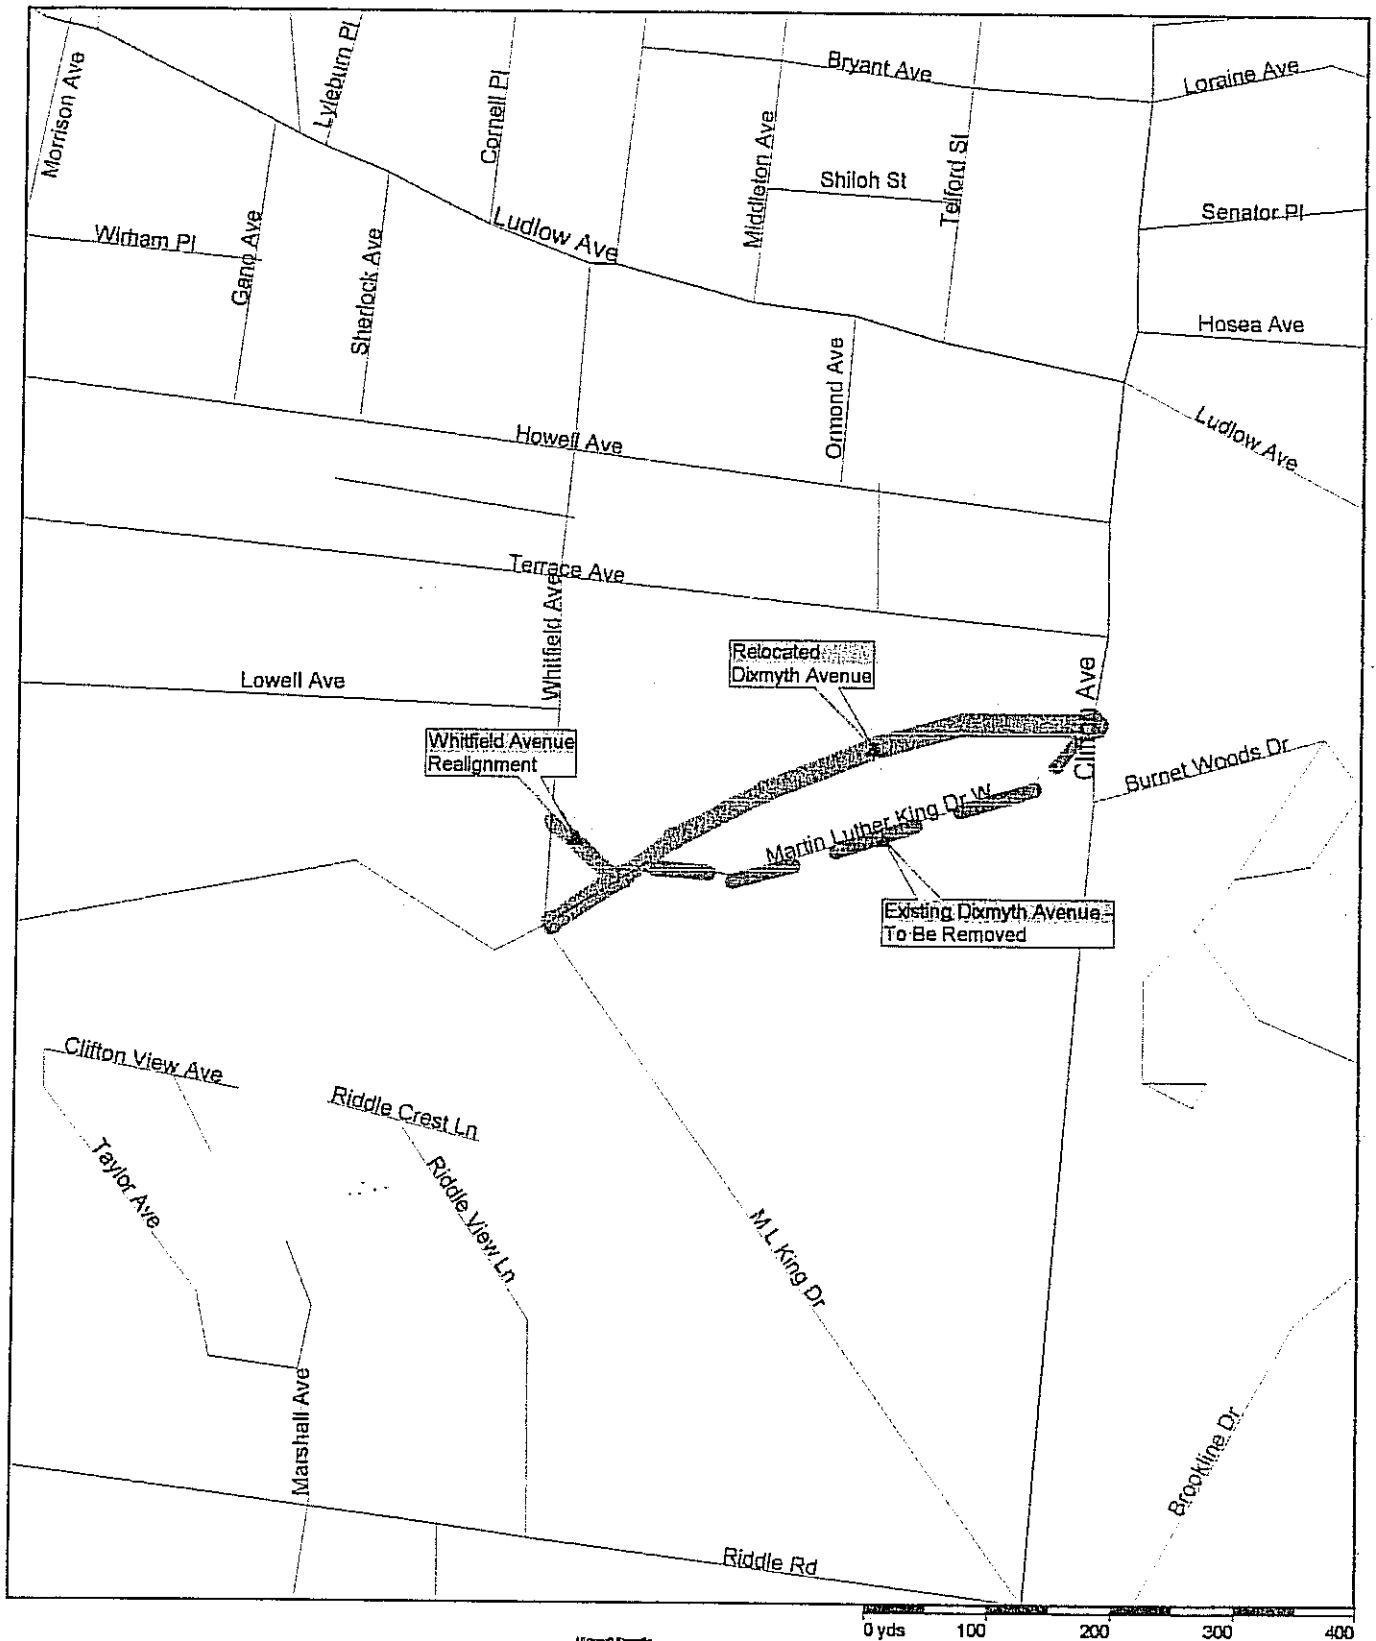 Morrison Ave
Lyleburn Pl
Cornell Pl
Bryant Ave
Loraine Ave
Middleton Ave
Shiloh St
Telford St
Senator Pl
Wirham Pl
Gano Ave
Sherlock Ave
Ludlow Ave
Hosea Ave
Ormond Ave
Ludlow Ave
Howell Ave
Terrace Ave
Whitfield Ave
Lowell Ave
Relocated
Dixmyth Avenue
Clifton Ave
Whitfield Avenue
Realignment
Burnet Woods Dr
Martin Luther King Dr W
Existing Dixmyth Avenue -
To Be Removed
Clifton View Ave
Riddle Crest Ln
Taylor Ave
Riddle View Ln
M L King Dr
Marshall Ave
Brookline Dr
Riddle Rd
0 yds 100 200 300 400